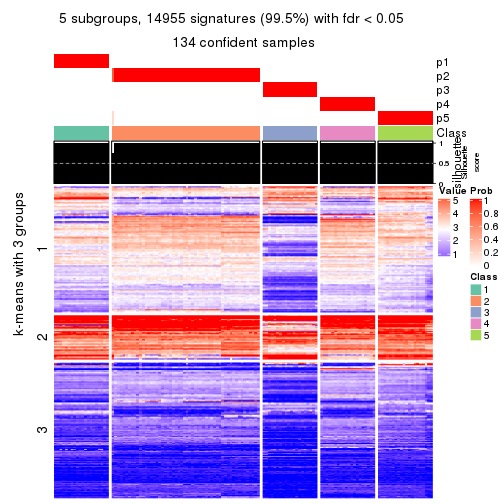 5 subgroups, 14955 signatures (99.5%) with fdr < 0.05
134 confident samples
p1
p2
p3
p4
p5
Class
1
0.5
0
silhouette
Silhouette
score
k-means with 3 groups
1
2
3
Value
5
4
3
2
1
Prob
1
0.8
0.6
0.4
0.2
0
Class
1
2
3
4
5